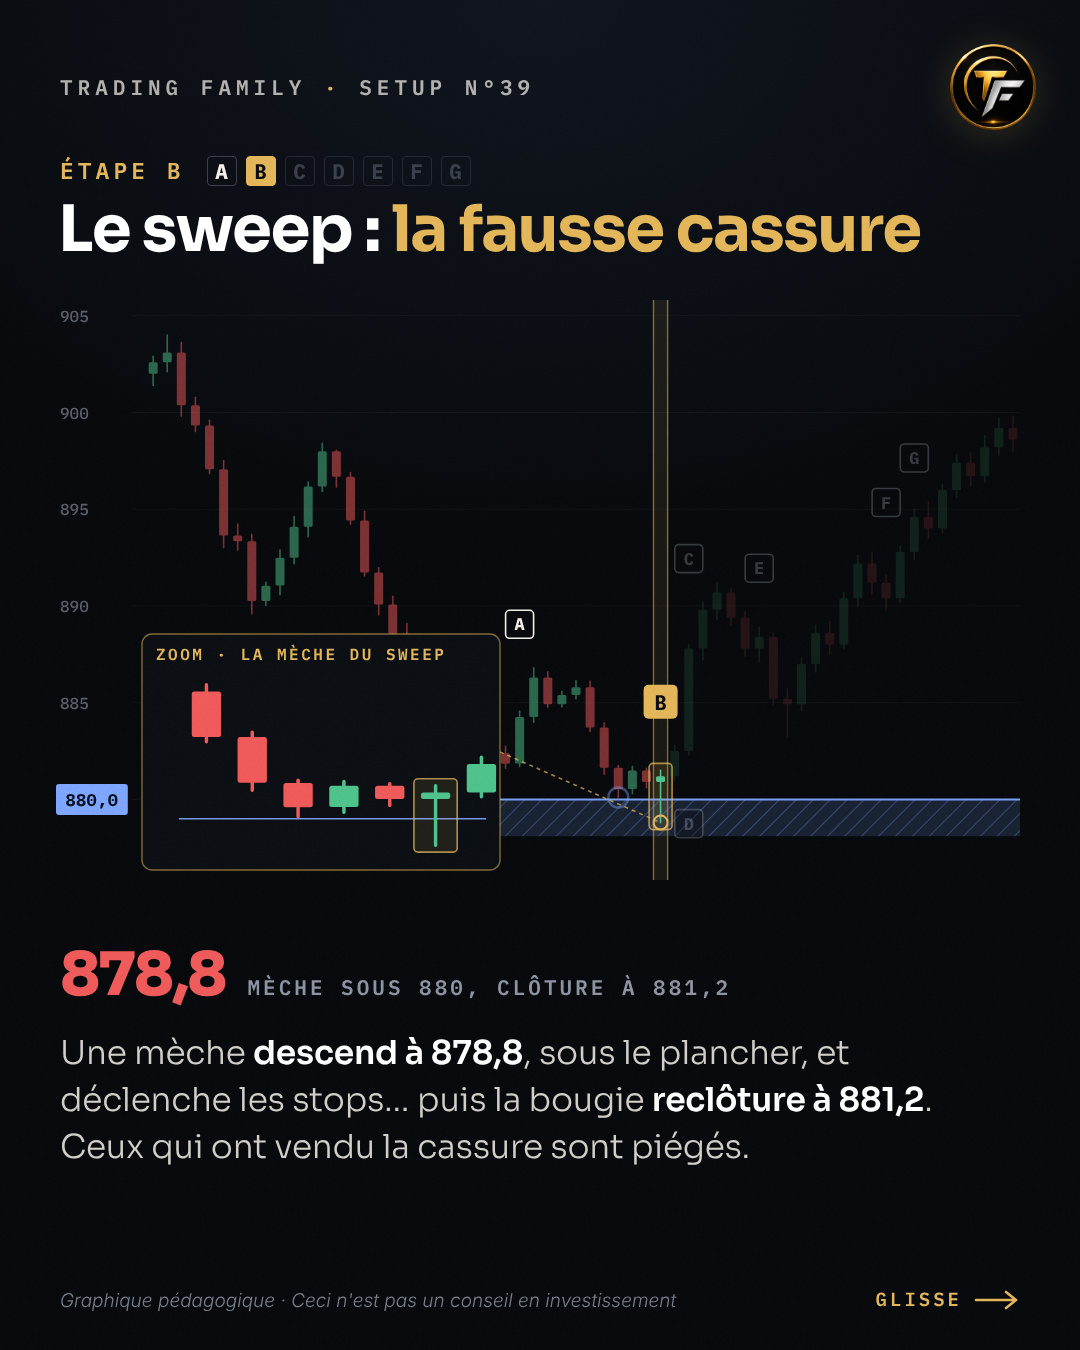 TRADING FAMILY · SETUP N°39
TF
ÉTAPE B A B C D E F G
Le sweep : la fausse cassure
905
900
895
890
885
880,0
G
F
C
E
A
B
D
ZOOM · LA MÈCHE DU SWEEP
878,8 MÈCHE SOUS 880, CLÔTURE À 881,2
Une mèche descend à 878,8, sous le plancher, et
déclenche les stops... puis la bougie reclôture à 881,2.
Ceux qui ont vendu la cassure sont piégés.
Graphique pédagogique · Ceci n'est pas un conseil en investissement
GLISSE →